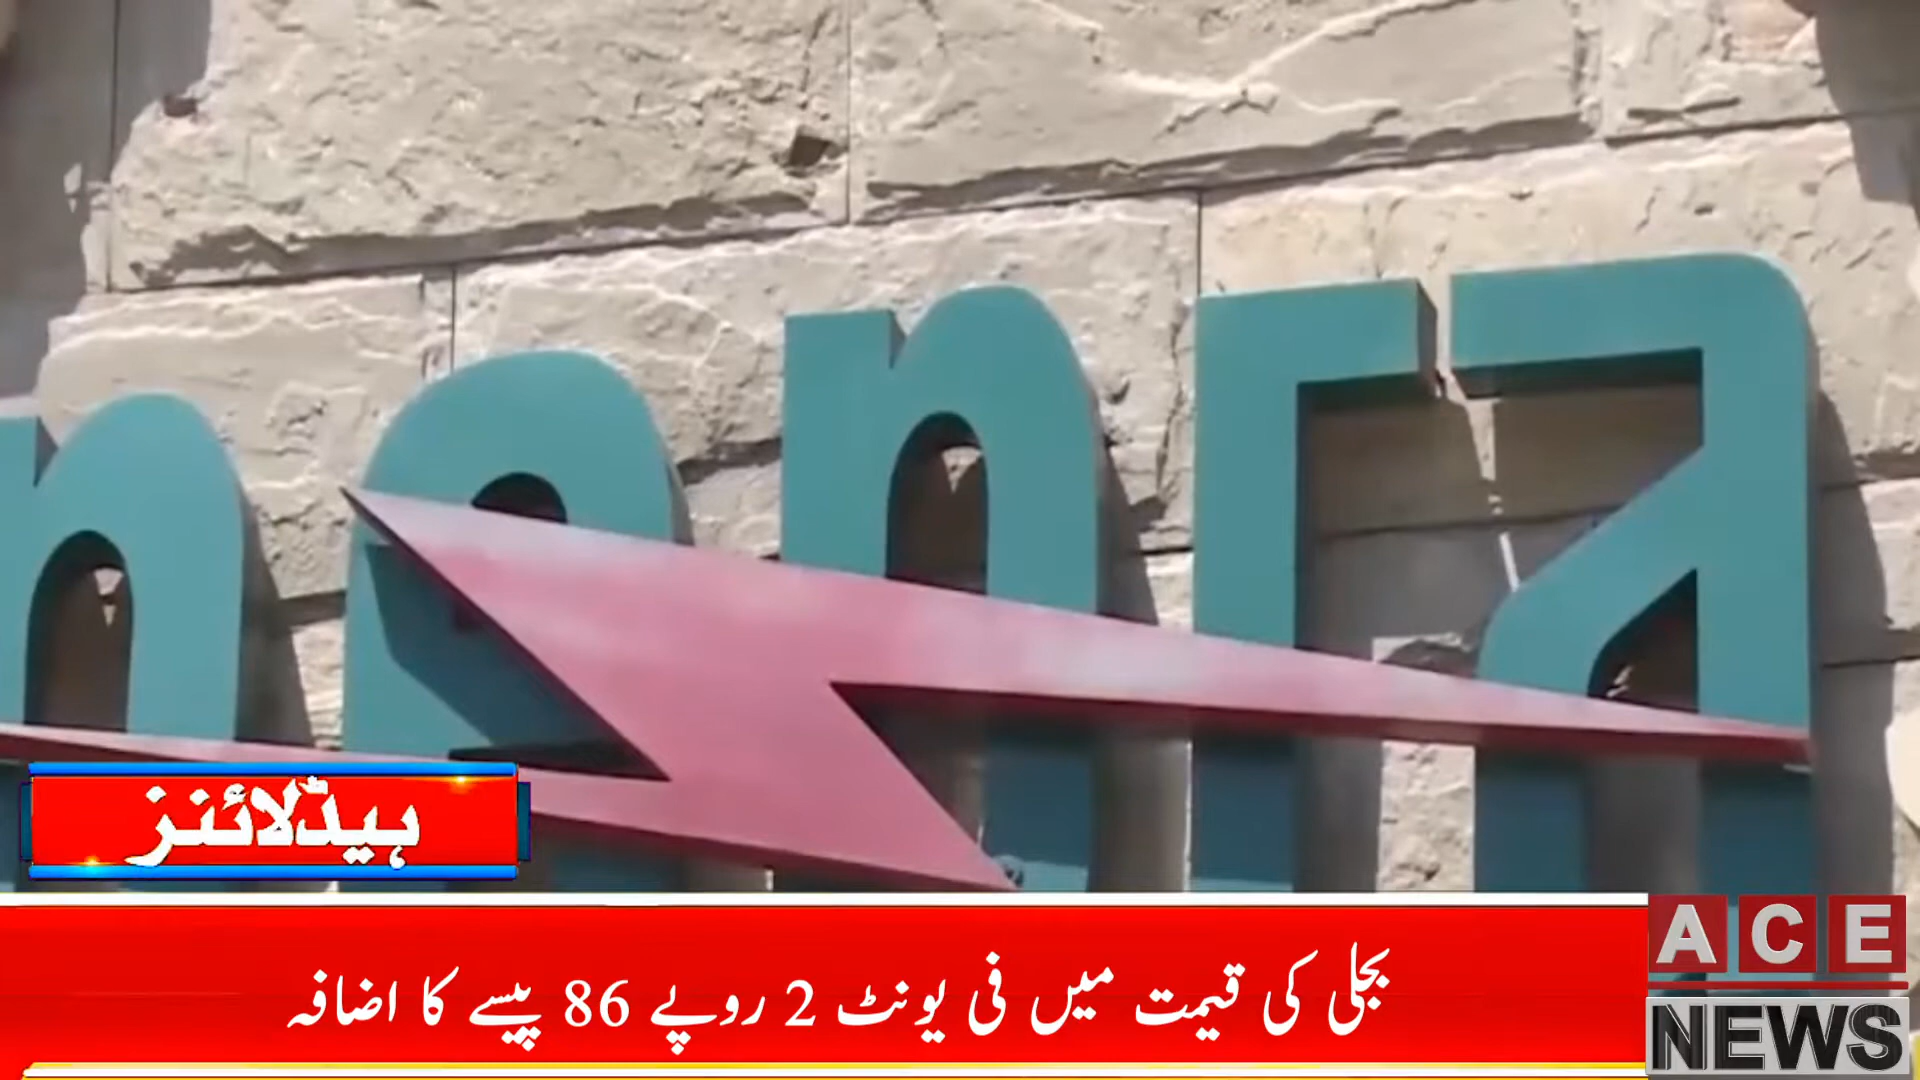 nepra
ہیڈلائنز
بجلی کی قیمت میں فی یونٹ 2 روپے 86 پیسے کا اضافہ
ACE
NEWS